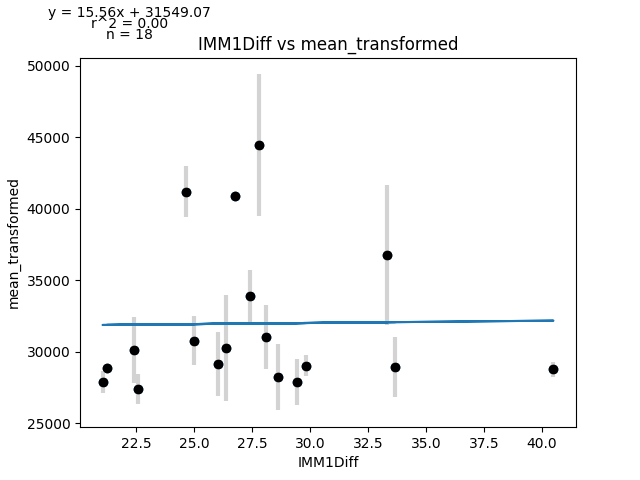 y = 15.56x + 31549.07
r^2 = 0.00
n = 18
IMM1Diff vs mean_transformed
50000
45000
40000
35000
30000
25000
mean_transformed
22.5 25.0 27.5 30.0 32.5 35.0 37.5 40.0
IMM1Diff